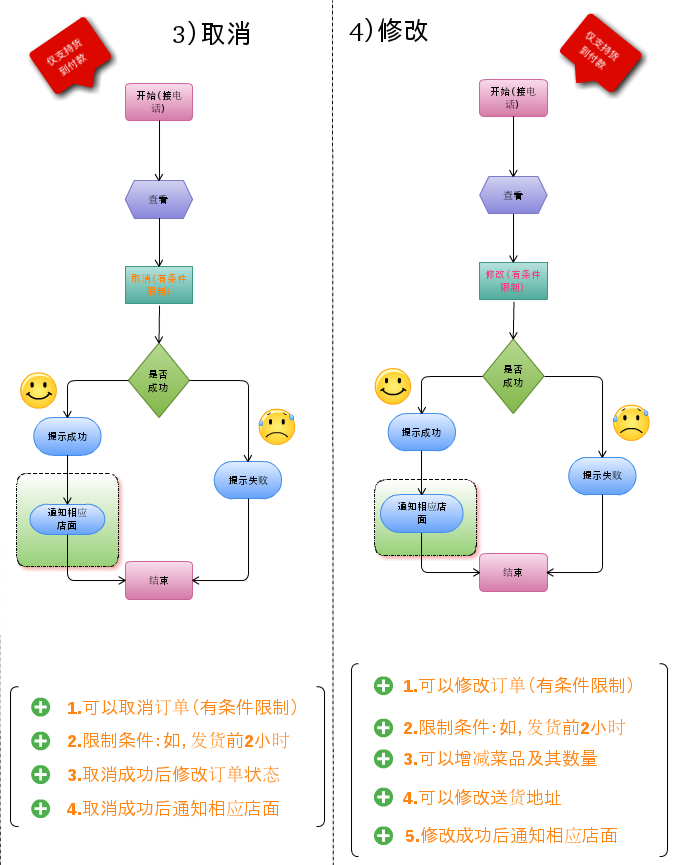 3)取消
仅支持货
到付款
开始(接电
话)
查看
取消(有条件
限制)
是否
成功
提示成功
提示失败
通知相应
店面
结束
1.可以取消订单(有条件限制)
2.限制条件:如,发货前2小时
3.取消成功后修改订单状态
4.取消成功后通知相应店面
4)修改
仅支持货
到付款
开始(接电
话)
查看
修改(有条件
限制)
是否
成功
提示成功
提示失败
通知相应店
面
结束
1.可以修改订单(有条件限制)
2.限制条件:如,发货前2小时
3.可以增减菜品及其数量
4.可以修改送货地址
5.修改成功后通知相应店面